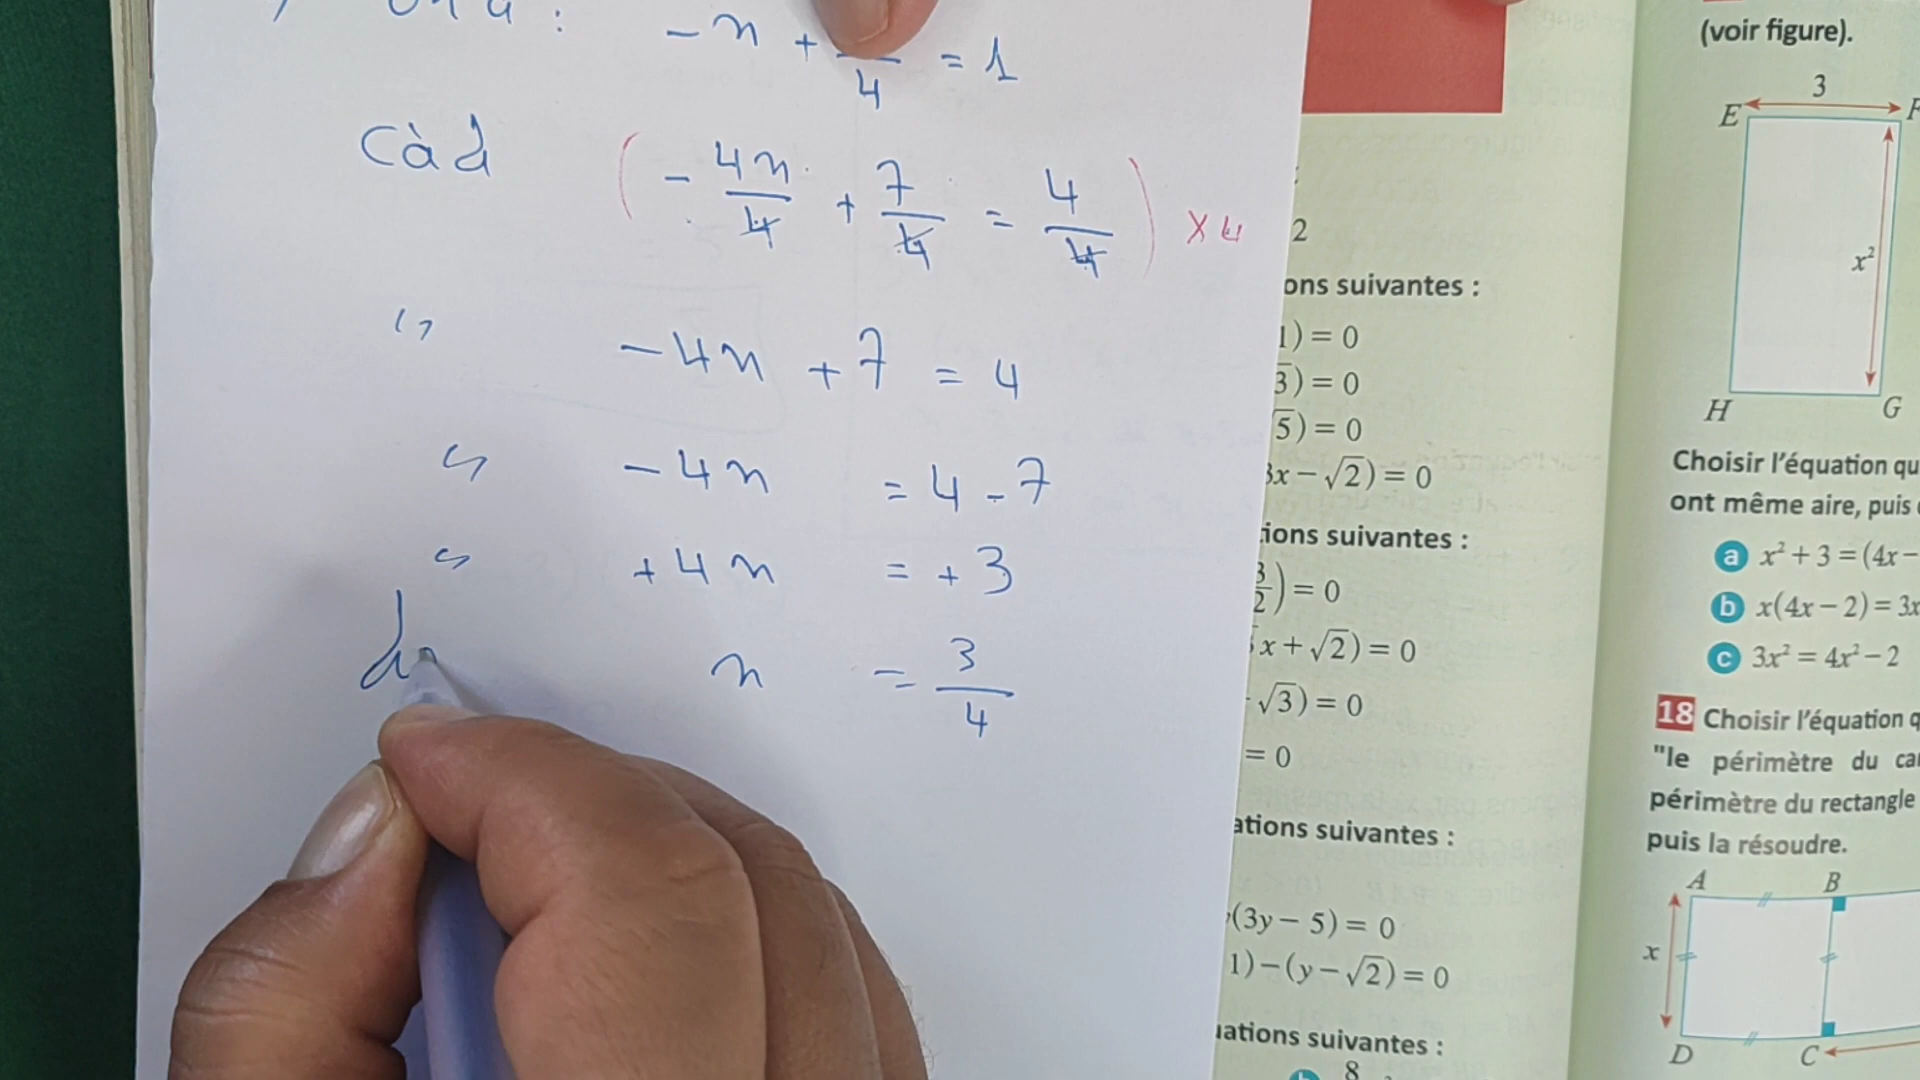 : -x + /4 = 1
Càd ( - 4x/4 + 7/4 = 4/4 ) x 4
" -4x + 7 = 4
" -4x = 4 - 7
" +4x = +3
x = 3/4
2
ons suivantes :
1) = 0
3) = 0
5) = 0
3x − √2) = 0
tions suivantes :
3/2) = 0
x + √2) = 0
√3) = 0
= 0
ations suivantes :
(3y − 5) = 0
1) − (y − √2) = 0
uations suivantes :
b 8
(voir figure).
3
E F
x²
H G
Choisir l'équation qu
ont même aire, puis
a x² + 3 = (4x −
b x(4x − 2) = 3x
c 3x² = 4x² − 2
18 Choisir l'équation q
"le périmètre du ca
périmètre du rectangle
puis la résoudre.
A B
x
D C